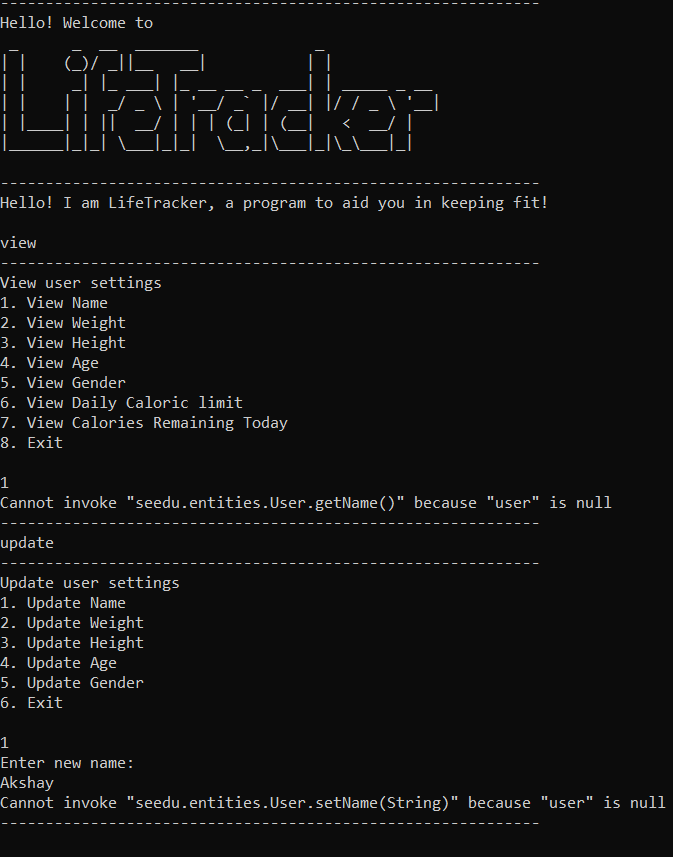 ------------------------------------------------------------
Hello! Welcome to
LifeTracker
------------------------------------------------------------
Hello! I am LifeTracker, a program to aid you in keeping fit!
view
------------------------------------------------------------
View user settings
1. View Name
2. View Weight
3. View Height
4. View Age
5. View Gender
6. View Daily Caloric limit
7. View Calories Remaining Today
8. Exit
1
Cannot invoke "seedu.entities.User.getName()" because "user" is null
------------------------------------------------------------
update
------------------------------------------------------------
Update user settings
1. Update Name
2. Update Weight
3. Update Height
4. Update Age
5. Update Gender
6. Exit
1
Enter new name:
Akshay
Cannot invoke "seedu.entities.User.setName(String)" because "user" is null
------------------------------------------------------------